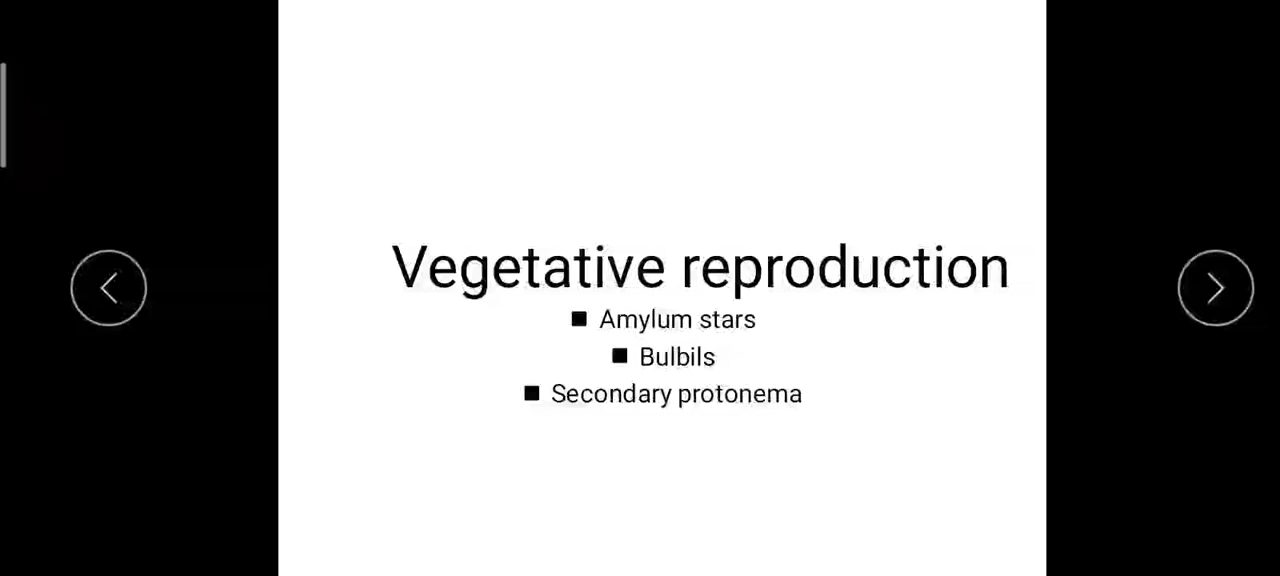 Vegetative reproduction
■ Amylum stars
■ Bulbils
■ Secondary protonema